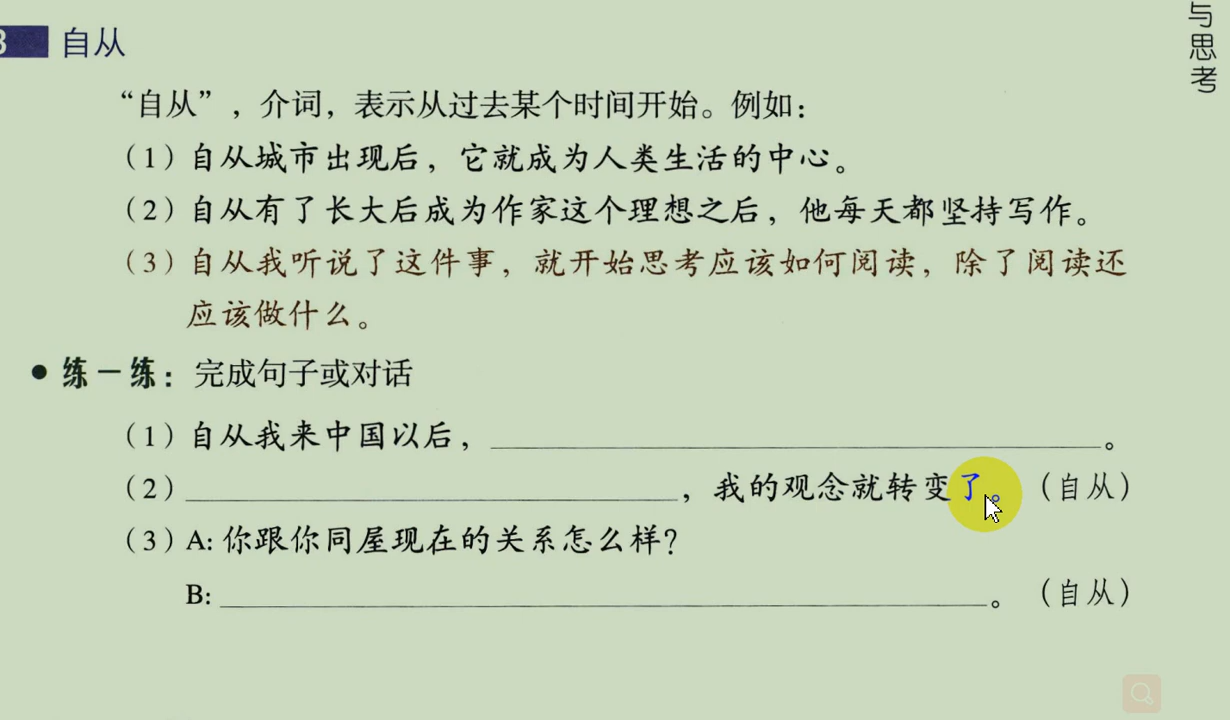 3 自从
“自从”，介词，表示从过去某个时间开始。例如：
（1）自从城市出现后，它就成为人类生活的中心。
（2）自从有了长大后成为作家这个理想之后，他每天都坚持写作。
（3）自从我听说了这件事，就开始思考应该如何阅读，除了阅读还
应该做什么。
● 练一练：完成句子或对话
（1）自从我来中国以后，____________________。
（2）____________________，我的观念就转变了。（自从）
（3）A: 你跟你同屋现在的关系怎么样？
B: ____________________。（自从）
与思考